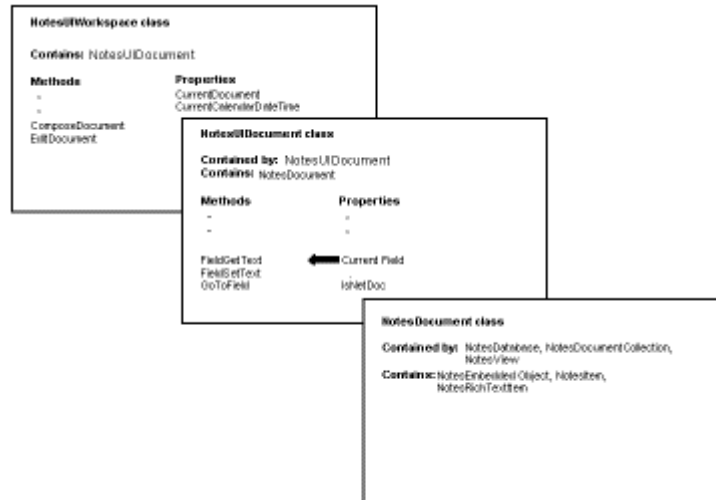 NotesUIWorkspace class
Contains: NotesUIDocument
Methods Properties
CurrentDocument
CurrentCalendarDateTime
ComposeDocument
EditDocument
NotesUIDocument class
Contained by: NotesUIDocument
Contains: NotesDocument
Methods Properties
FieldGetText Current Field
FieldSetText
GoToField IsNewDoc
NotesDocument class
Contained by: NotesDatabase, NotesDocumentCollection,
NotesView
Contains: NotesEmbedded Object, NotesItem,
NotesRichTextItem